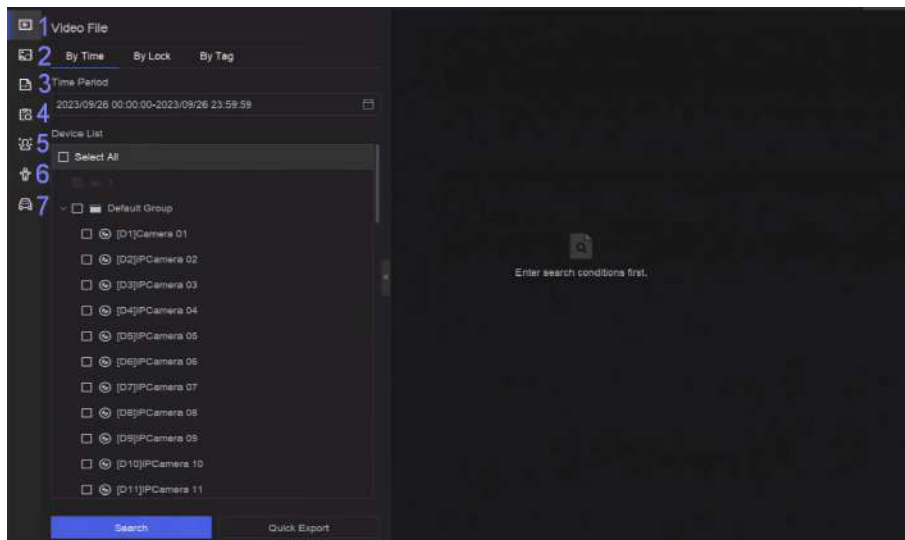 1
Video File
2
By Time By Lock By Tag
3
Time Period
4
2023/09/26 00:00:00-2023/09/26 23:59:59
5
Device List
Select All
6
7
Default Group
[D1]Camera 01
[D2]IPCamera 02
[D3]IPCamera 03
[D4]IPCamera 04
[D5]IPCamera 05
[D6]IPCamera 06
[D7]IPCamera 07
[D8]IPCamera 08
[D9]IPCamera 09
[D10]IPCamera 10
[D11]IPCamera 11
Search Quick Export
Enter search conditions first.